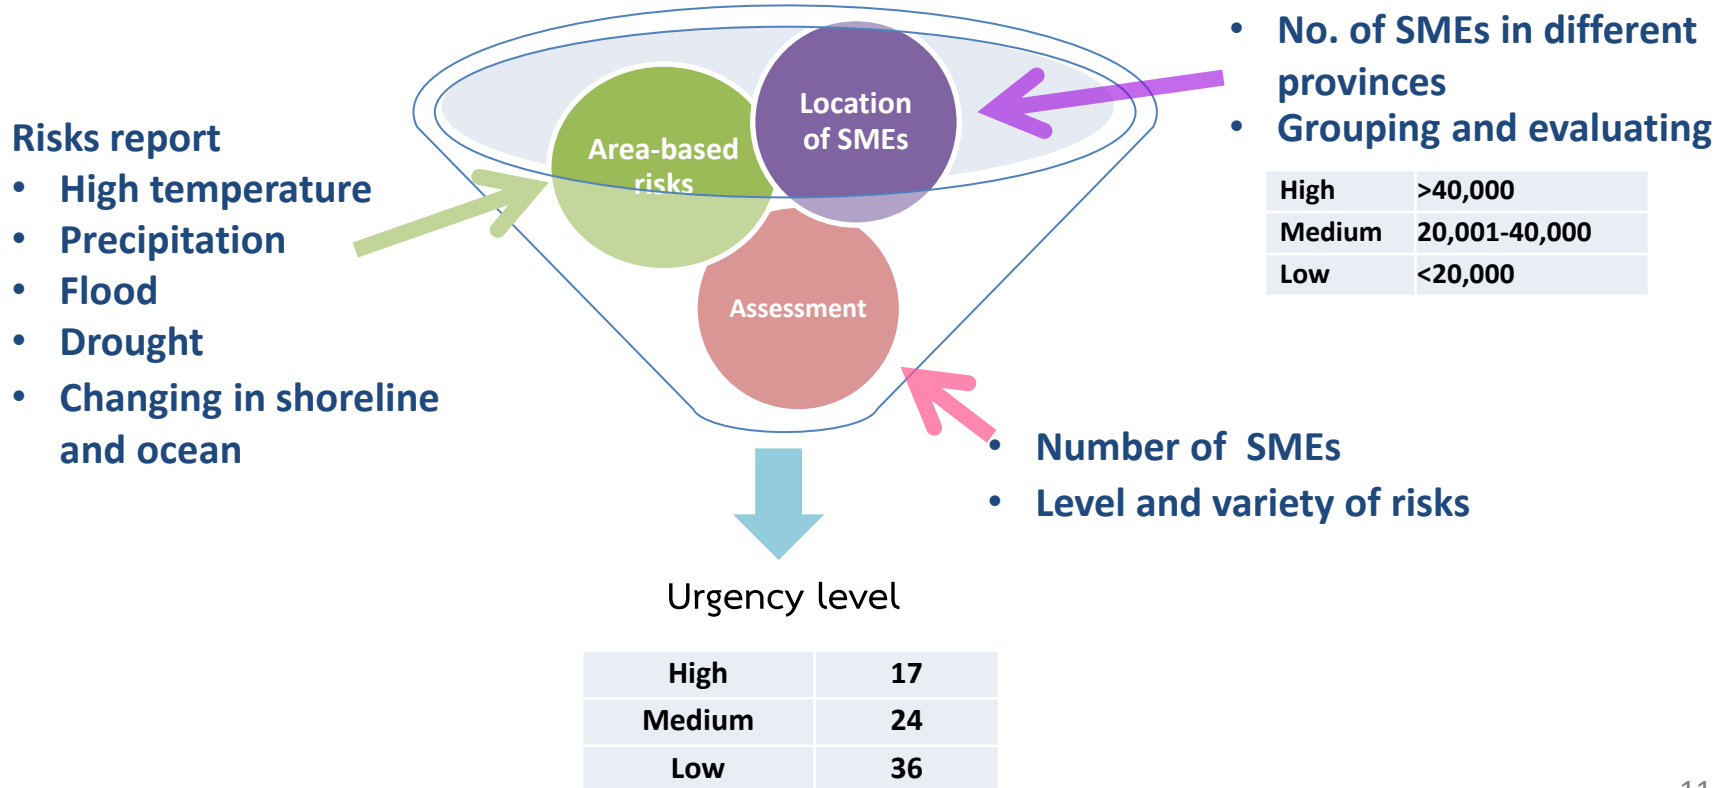 Risks report
• High temperature
• Precipitation
• Flood
• Drought
• Changing in shoreline
and ocean
Area-based
risks
Location
of SMEs
Assessment
• No. of SMEs in different
provinces
• Grouping and evaluating
High >40,000
Medium 20,001-40,000
Low <20,000
• Number of SMEs
• Level and variety of risks
Urgency level
High 17
Medium 24
Low 36
11